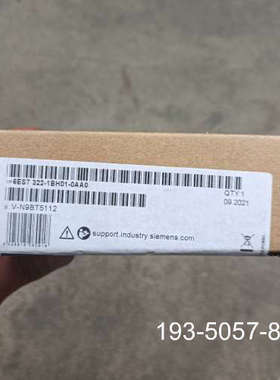 6ES7 322-1BH01-0AA0
QTY:1
09.2021
V-N9BT5112
support.industry.siemens.com
193-5057-8